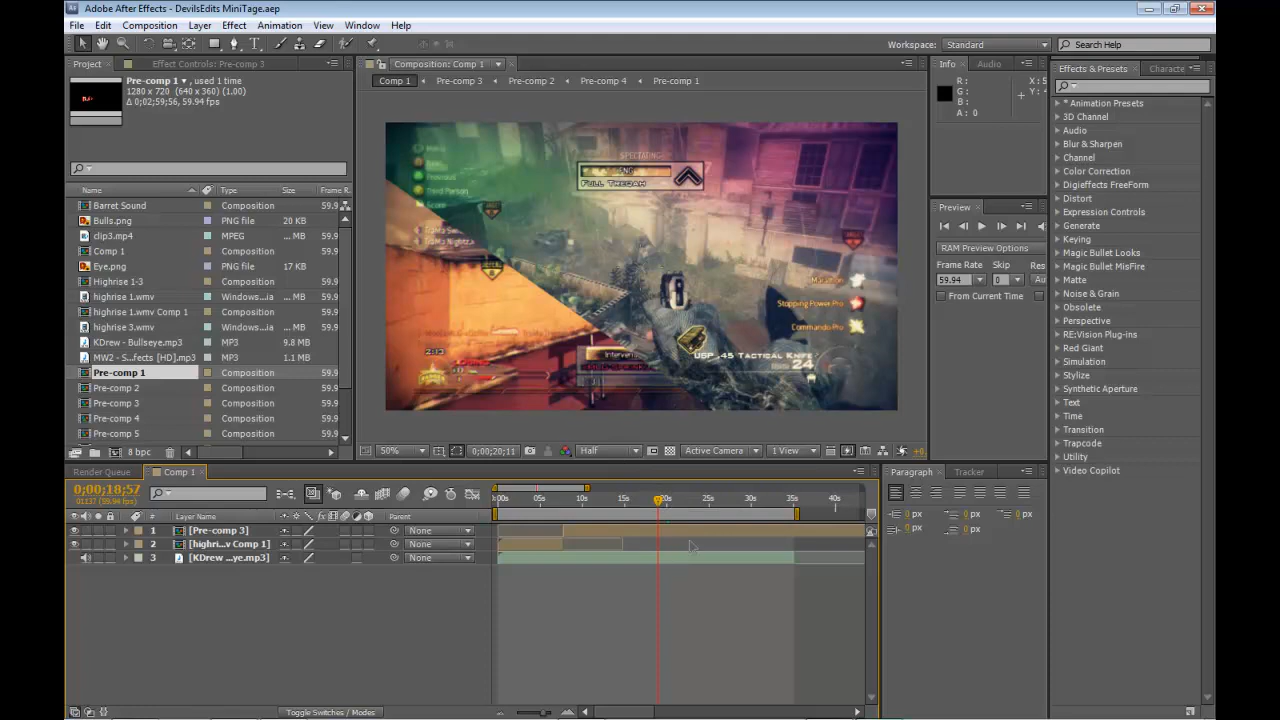 Adobe After Effects - DevilsEdits MiniTage.aep
File Edit Composition Layer Effect Animation View Window Help
Workspace: Standard Search Help
Project Effect Controls: Pre-comp 3
Pre-comp 1 , used 1 time
1280 x 720 (640 x 360) (1.00)
Δ 0;02;59;56, 59.94 fps
Name Type Size Frame R.
Barret Sound Composition 59.9
Bulls.png PNG file 20 KB
clip3.mp4 MPEG ... MB 59.9
Comp 1 Composition 59.9
Eye.png PNG file 17 KB
Highrise 1-3 Composition 59.9
highrise 1.wmv Windows...ia ... MB 59.9
highrise 1.wmv Comp 1 Composition 59.9
highrise 3.wmv Windows...ia ... MB 59.9
KDrew - Bullseye.mp3 MP3 9.8 MB
MW2 - S...fects [HD].mp3 MP3 1.1 MB
Pre-comp 1 Composition 59.9
Pre-comp 2 Composition 59.9
Pre-comp 3 Composition 59.9
Pre-comp 4 Composition 59.9
Pre-comp 5 Composition 59.9
8 bpc
Composition: Comp 1
Comp 1 Pre-comp 3 Pre-comp 2 Pre-comp 4 Pre-comp 1
SPECTATING
Full Treqah
Third Person
Score
Marathon
Stopping Power Pro
Commando Pro
USP .45 Tactical Knife
24
2:13
50% 0;00;20;11 Half Active Camera 1 View
Info Audio
R: X: 5
G: Y:
B:
A: 0
Preview
RAM Preview Options
Frame Rate Skip Res
59.94 0 Au
From Current Time
Effects & Presets Characte
* Animation Presets
3D Channel
Audio
Blur & Sharpen
Channel
Color Correction
Digieffects FreeForm
Distort
Expression Controls
Generate
Keying
Magic Bullet Looks
Magic Bullet MisFire
Matte
Noise & Grain
Obsolete
Perspective
RE:Vision Plug-ins
Red Giant
Simulation
Stylize
Synthetic Aperture
Text
Time
Transition
Trapcode
Utility
Video Copilot
Render Queue Comp 1
0;00;18;57
01137 (59.94 fps)
05s 10s 15s 20s 25s 30s 35s 40s
# Layer Name Parent
1 [Pre-comp 3] None
2 [highri...v Comp 1] None
3 [KDrew ...ye.mp3] None
Toggle Switches / Modes
Paragraph Tracker
0 px 0 px 0 px
0 px 0 px